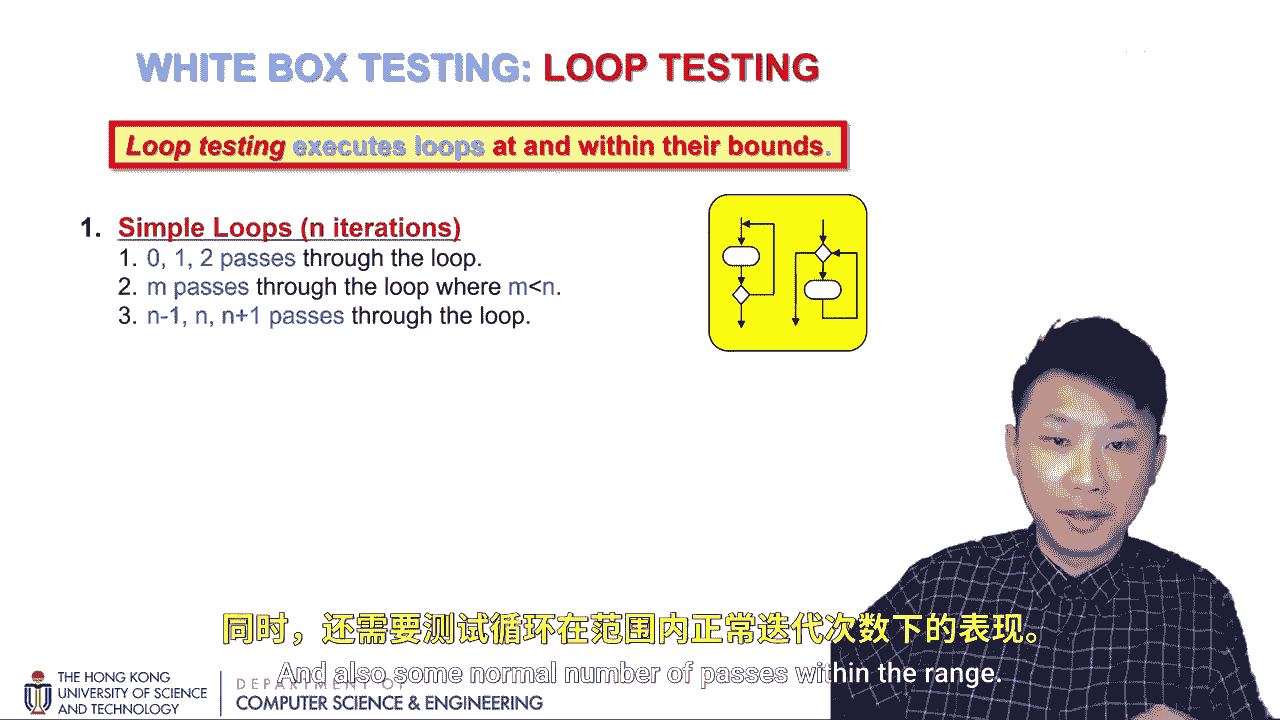 WHITE BOX TESTING: LOOP TESTING
Loop testing executes loops at and within their bounds.
1. Simple Loops (n iterations)
1. 0, 1, 2 passes through the loop.
2. m passes through the loop where m<n.
3. n-1, n, n+1 passes through the loop.
同时，还需要测试循环在范围内正常迭代次数下的表现。
And also some normal number of passes within the range.
THE HONG KONG
UNIVERSITY OF SCIENCE
AND TECHNOLOGY
DEPARTMENT OF
COMPUTER SCIENCE & ENGINEERING